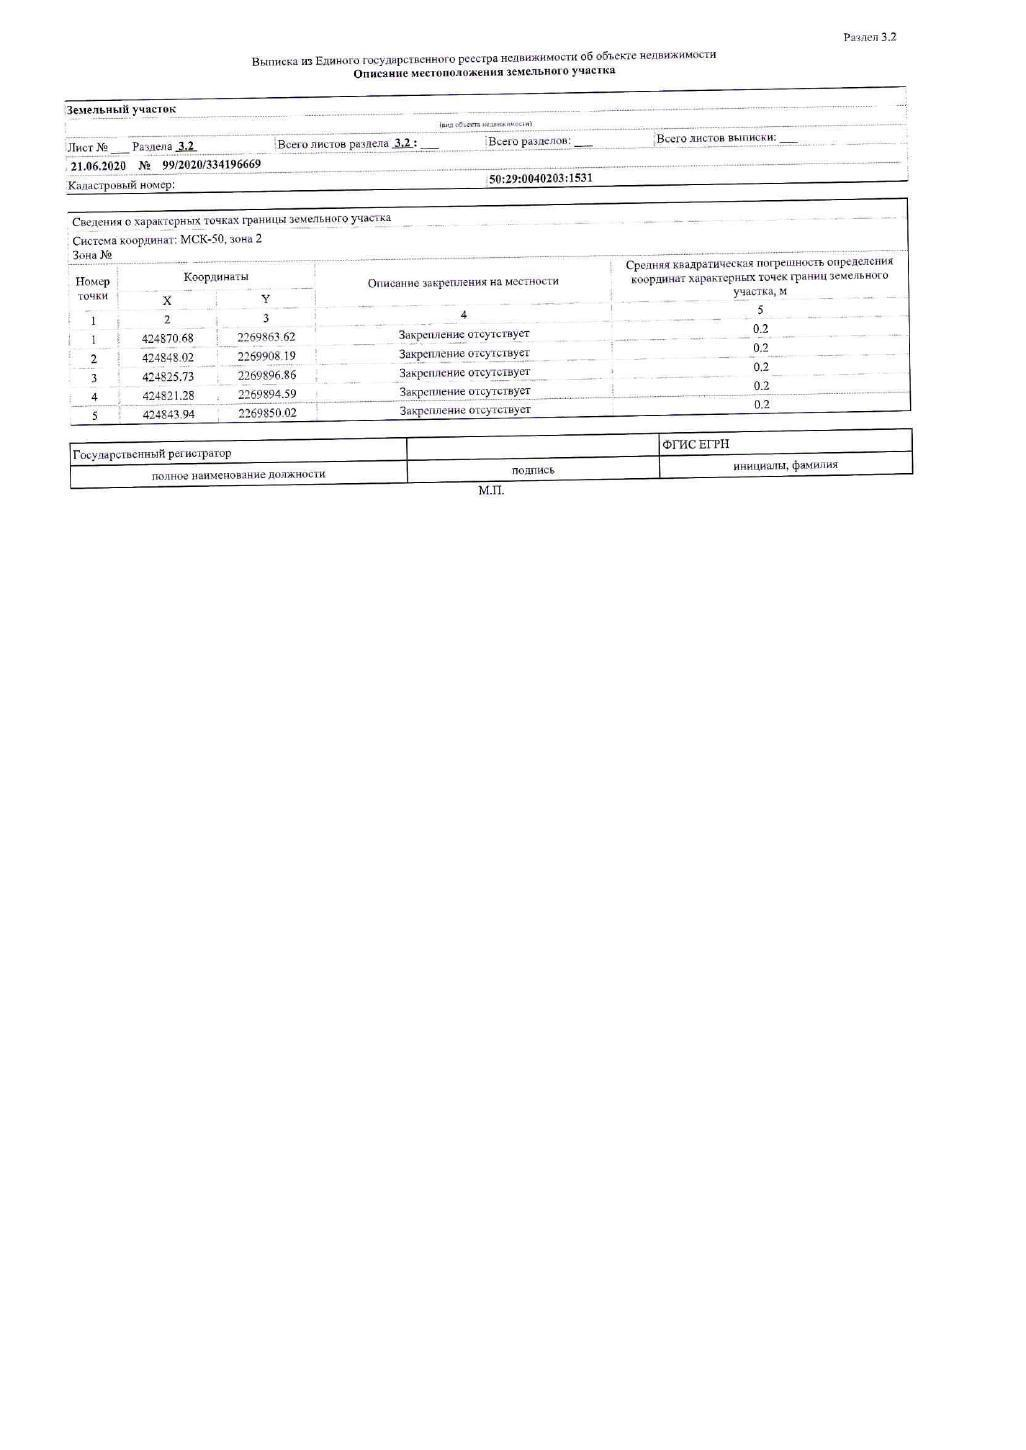 Раздел 3.2
Выписка из Единого государственного реестра недвижимости об объекте недвижимости
Описание местоположения земельного участка
Земельный участок
(вид объекта недвижимости)
Лист № ___ Раздела 3.2 Всего листов раздела 3.2 : ___ Всего разделов: ___ Всего листов выписки: ___
21.06.2020 № 99/2020/334196669
Кадастровый номер: 50:29:0040203:1531
Сведения о характерных точках границы земельного участка
Система координат: МСК-50, зона 2
Зона №
Номер точки Координаты Описание закрепления на местности Средняя квадратическая погрешность определения координат характерных точек границ земельного участка, м
X Y
1 2 3 4 5
1 424870.68 2269863.62 Закрепление отсутствует 0.2
2 424848.02 2269908.19 Закрепление отсутствует 0.2
3 424825.73 2269896.86 Закрепление отсутствует 0.2
4 424821.28 2269894.59 Закрепление отсутствует 0.2
5 424843.94 2269850.02 Закрепление отсутствует 0.2
Государственный регистратор ФГИС ЕГРН
полное наименование должности подпись инициалы, фамилия
М.П.